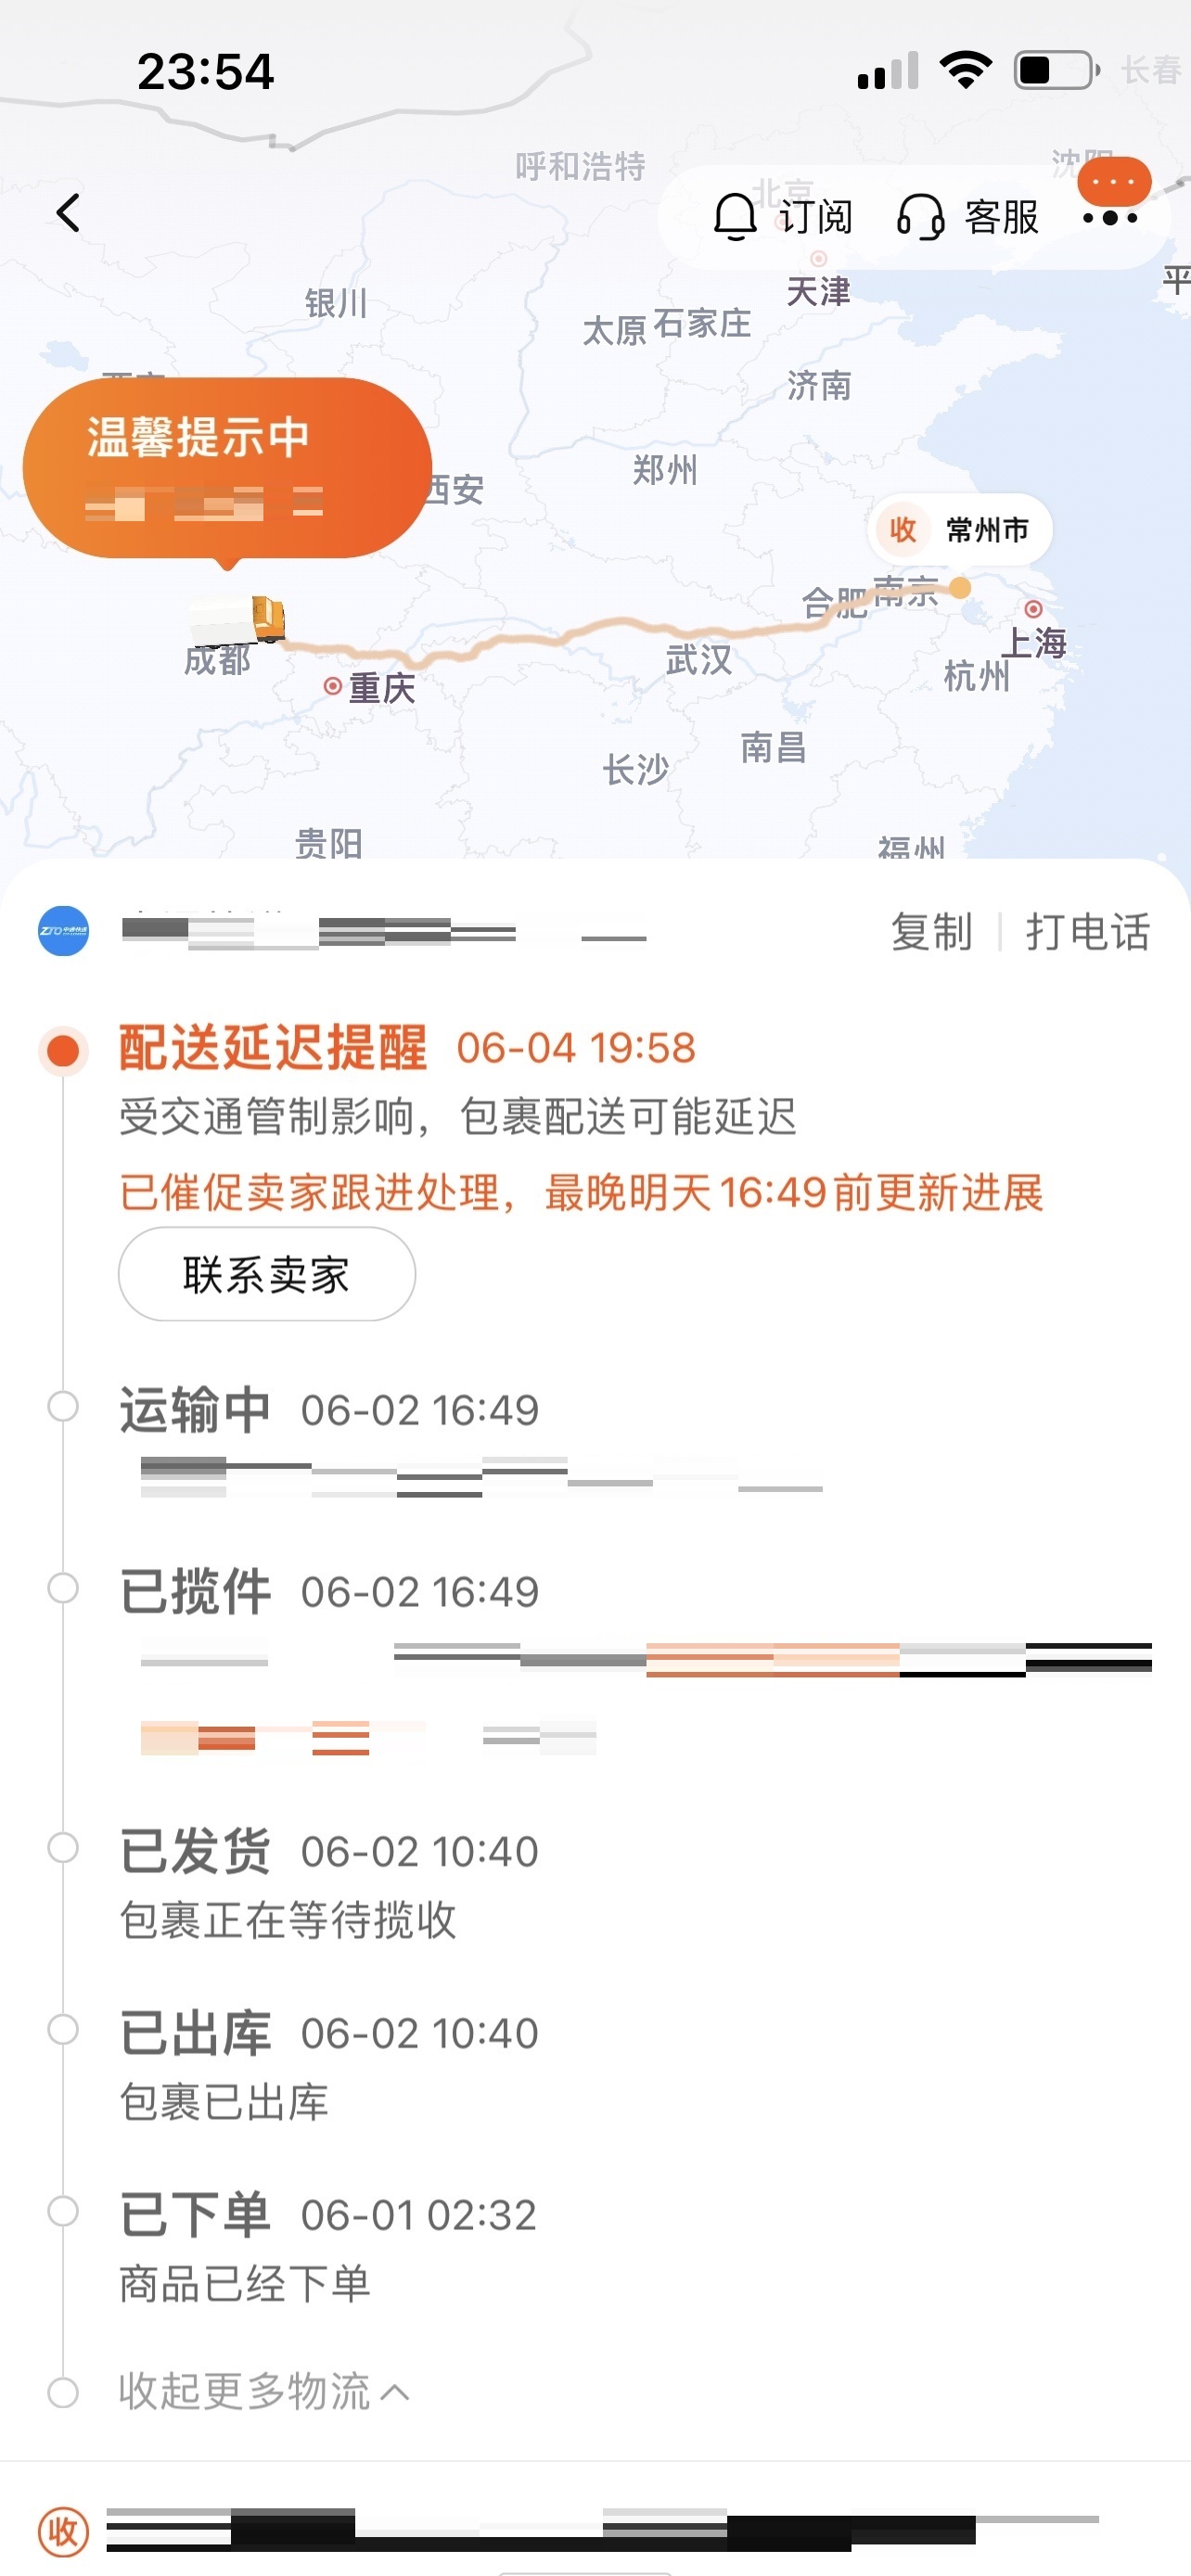 23:54
长春
呼和浩特
沈阳
北京
订阅
客服
天津
平
银川
太原
石家庄
济南
温馨提示中
西安
郑州
收 常州市
合肥
南京
上海
成都
武汉
杭州
重庆
南昌
长沙
贵阳
福州
ZTO中通快递
复制 | 打电话
配送延迟提醒 06-04 19:58
受交通管制影响，包裹配送可能延迟
已催促卖家跟进处理，最晚明天16:49前更新进展
联系卖家
运输中 06-02 16:49
已揽件 06-02 16:49
已发货 06-02 10:40
包裹正在等待揽收
已出库 06-02 10:40
包裹已出库
已下单 06-01 02:32
商品已经下单
收起更多物流
收